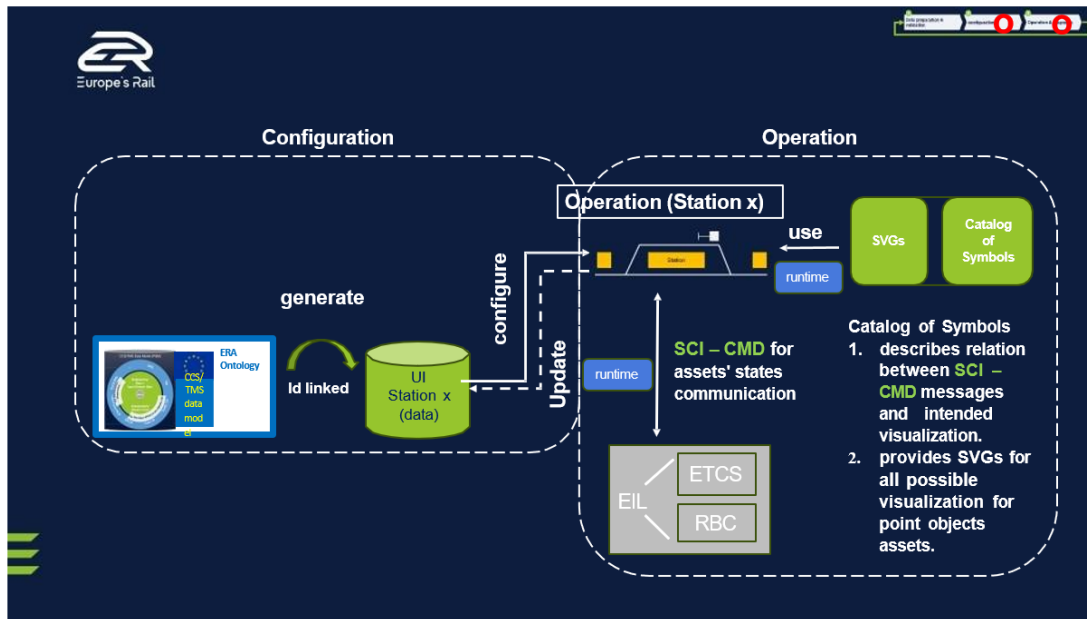 Europe's Rail
Configuration
Operation
Operation (Station x)
use
SVGs
Catalog
of
Symbols
Station
runtime
configure
Update
generate
Id linked
ERA
Ontology
CCS/
TMS
data
mod
el
UI
Station x
(data)
runtime
SCI – CMD for
assets' states
communication
EIL
ETCS
RBC
Catalog of Symbols
1. describes relation
between SCI –
CMD messages
and intended
visualization.
2. provides SVGs for
all possible
visualization for
point objects
assets.